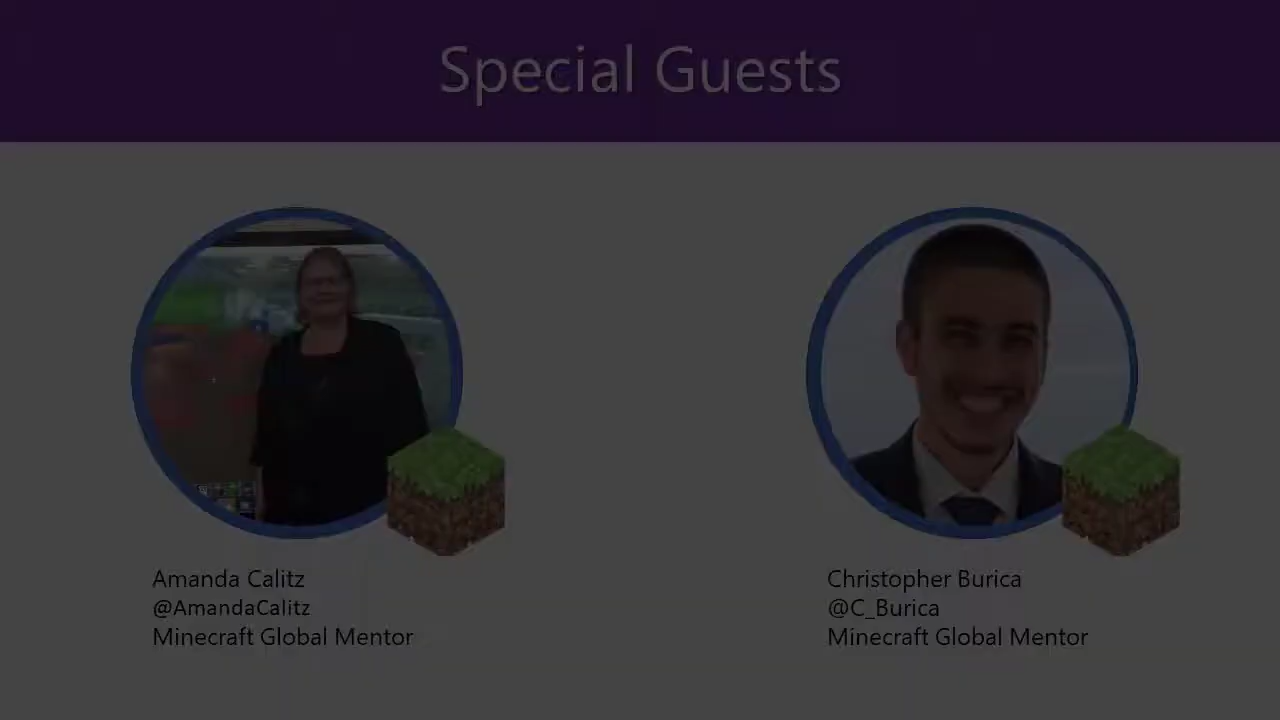 Special Guests
Amanda Calitz
@AmandaCalitz
Minecraft Global Mentor
Christopher Burica
@C_Burica
Minecraft Global Mentor